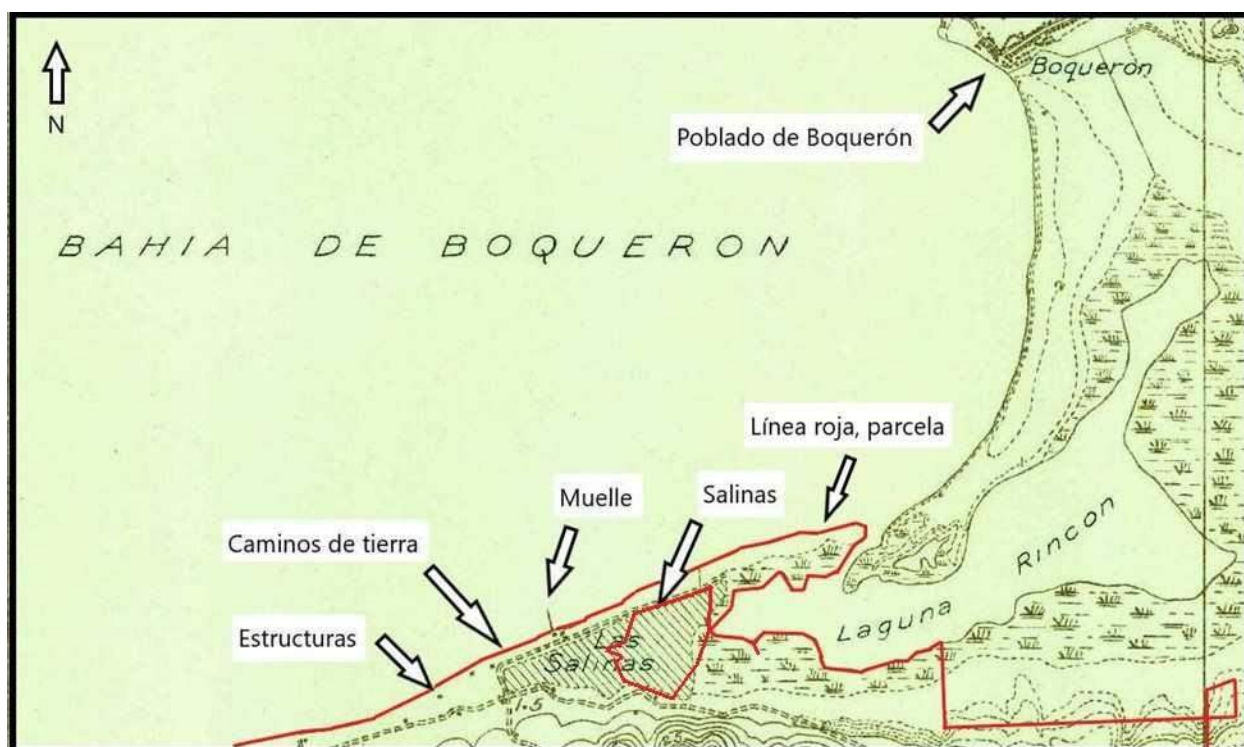 N
Boquerón
Poblado de Boquerón
BAHIA DE BOQUERON
Línea roja, parcela
Muelle
Salinas
Caminos de tierra
Estructuras
Las
Salinas
Laguna Rincon
1.5